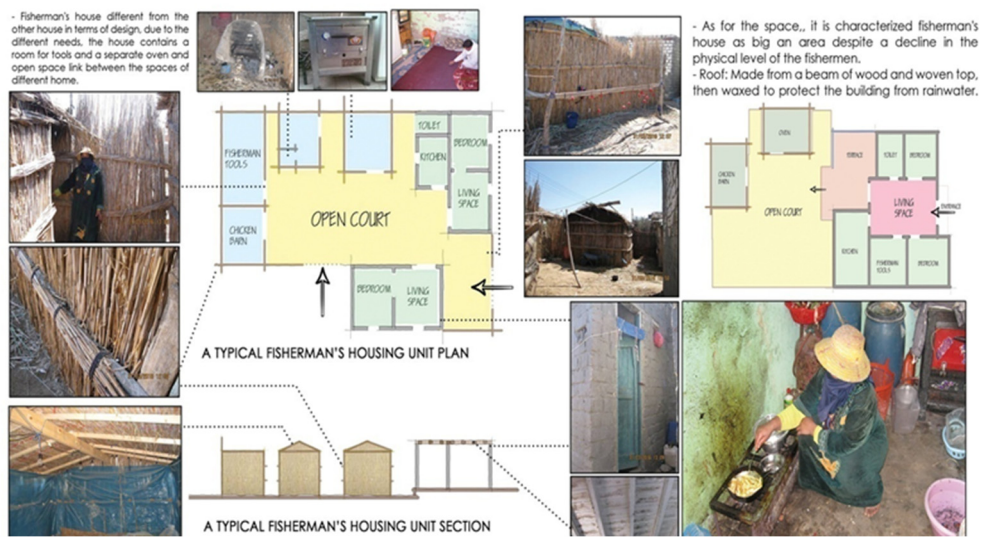 - Fisherman's house different from the
other house in terms of design, due to
the different needs, the house contains
a room for tools and a separate oven and
open space link between the spaces of
different home.
- As for the space,, it is characterized fisherman's
house as big an area despite a decline in the
physical level of the fishermen.
- Roof: Made from a beam of wood and woven top,
then waxed to protect the building from rainwater.
FISHERMAN
TOOLS
CHICKEN
BARN
OPEN COURT
TOILET
KITCHEN
BEDROOM
LIVING
SPACE
BEDROOM
LIVING
SPACE
A TYPICAL FISHERMAN'S HOUSING UNIT PLAN
OVEN
CHICKEN
BARN
OPEN COURT
TERRACE
TOILET
BEDROOM
LIVING
SPACE
ENTRANCE
KITCHEN
FISHERMAN
TOOLS
BEDROOM
A TYPICAL FISHERMAN'S HOUSING UNIT SECTION